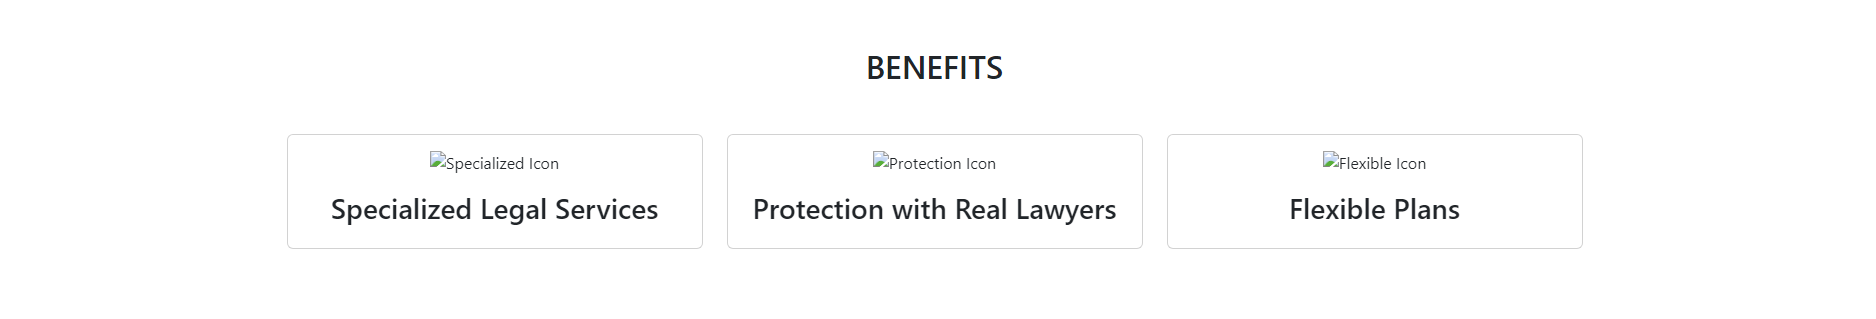 BENEFITS
Specialized Icon
Protection Icon
Flexible Icon
Specialized Legal Services
Protection with Real Lawyers
Flexible Plans